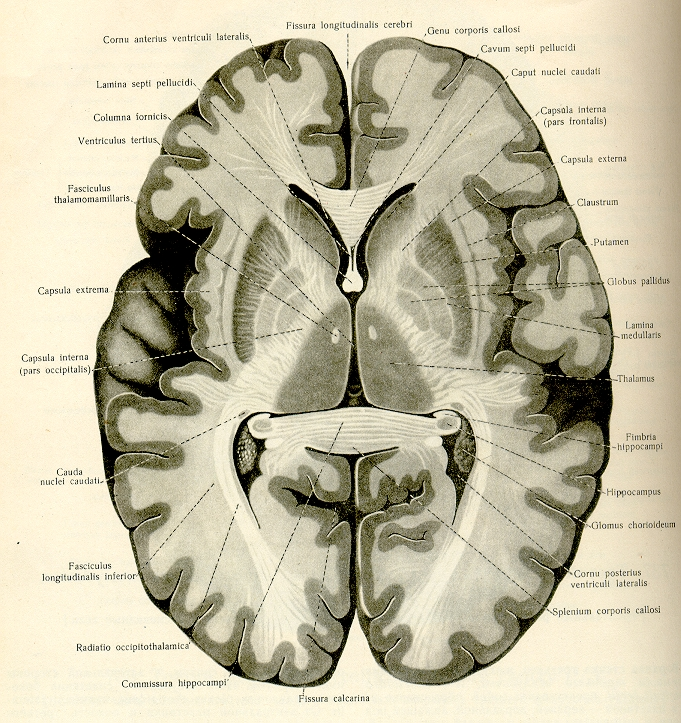 Fissura longitudinalis cerebri
Cornu anterius ventriculi lateralis
Lamina septi pellucidi
Columna fornicis
Ventriculus tertius
Fasciculus
thalamomamillaris
Capsula extrema
Capsula interna
(pars occipitalis)
Cauda
nuclei caudati
Fasciculus
longitudinalis inferior
Radiatio occipitothalamica
Commissura hippocampi
Fissura calcarina
Genu corporis callosi
Cavum septi pellucidi
Caput nuclei caudati
Capsula interna
(pars frontalis)
Capsula externa
Claustrum
Putamen
Globus pallidus
Lamina
medullaris
Thalamus
Fimbria
hippocampi
Hippocampus
Glomus chorioideum
Cornu posterius
ventriculi lateralis
Splenium corporis callosi